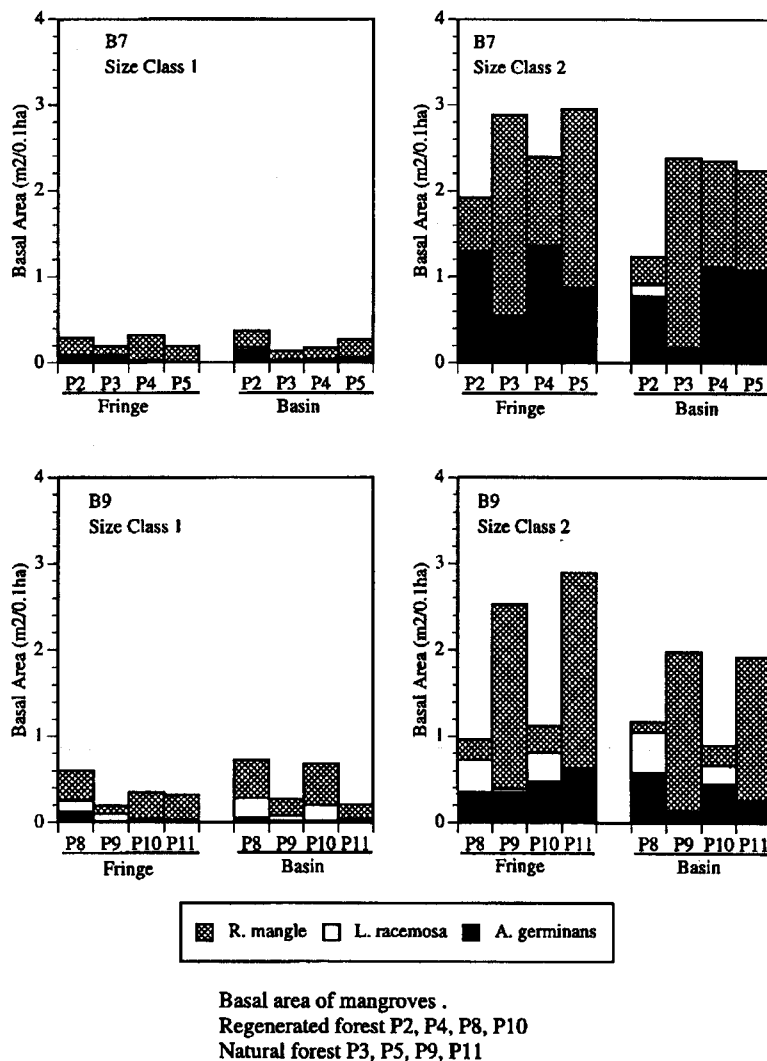 B7
Size Class 1
Basal Area (m2/0.1ha)
4
3
2
1
0
P2 P3 P4 P5 P2 P3 P4 P5
Fringe Basin
B7
Size Class 2
Basal Area (m2/0.1ha)
4
3
2
1
0
P2 P3 P4 P5 P2 P3 P4 P5
Fringe Basin
B9
Size Class 1
Basal Area (m2/0.1ha)
4
3
2
1
0
P8 P9 P10 P11 P8 P9 P10 P11
Fringe Basin
B9
Size Class 2
Basal Area (m2/0.1ha)
4
3
2
1
0
P8 P9 P10 P11 P8 P9 P10 P11
Fringe Basin
R. mangle L. racemosa A. germinans
Basal area of mangroves .
Regenerated forest P2, P4, P8, P10
Natural forest P3, P5, P9, P11